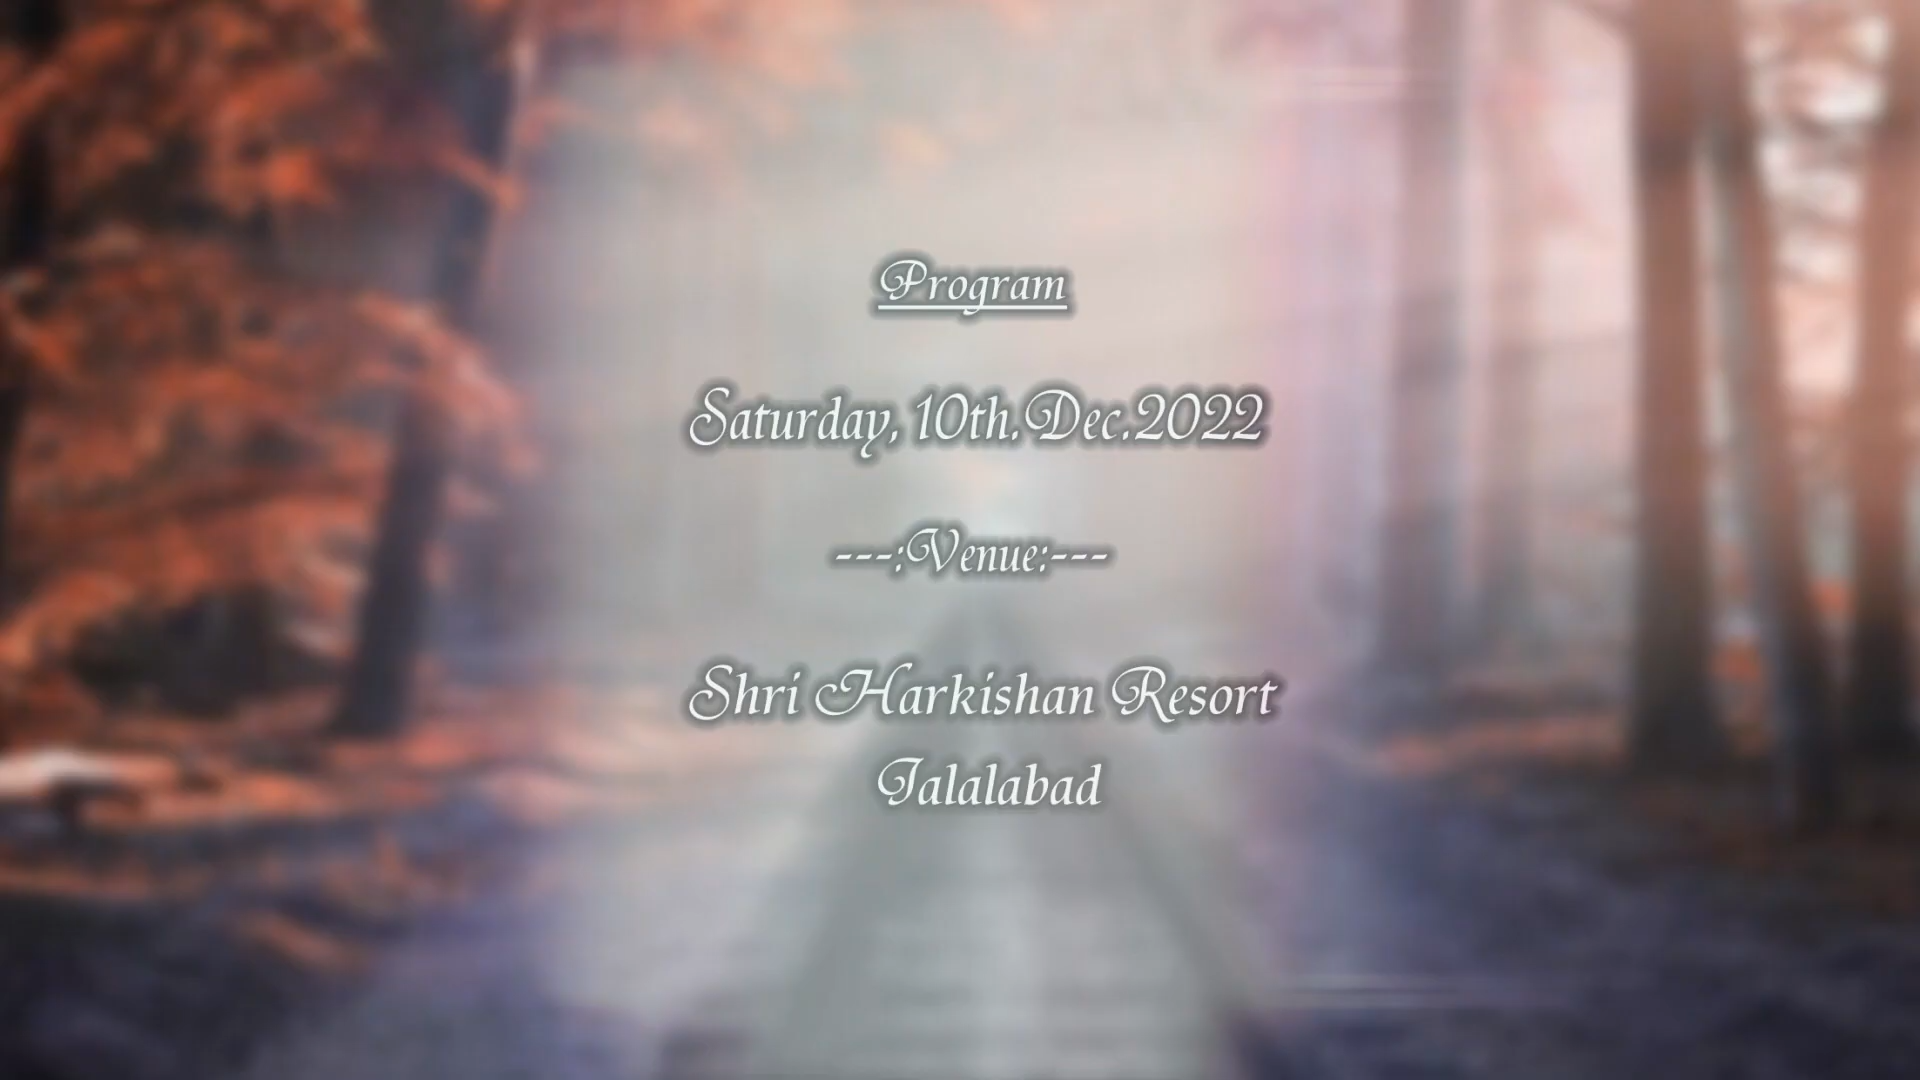 Program
Saturday, 10th.Dec.2022
---:Venue:---
Shri Harkishan Resort
Jalalabad